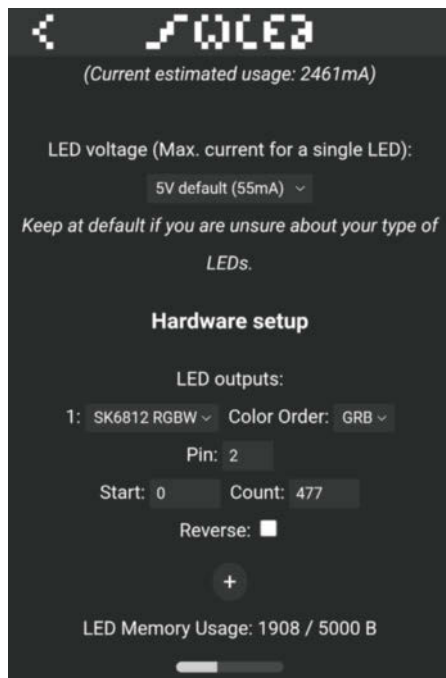 (Current estimated usage: 2461mA)
LED voltage (Max. current for a single LED):
5V default (55mA)
Keep at default if you are unsure about your type of
LEDs.
Hardware setup
LED outputs:
1: SK6812 RGBW Color Order: GRB
Pin: 2
Start: 0 Count: 477
Reverse:
+
LED Memory Usage: 1908 / 5000 B